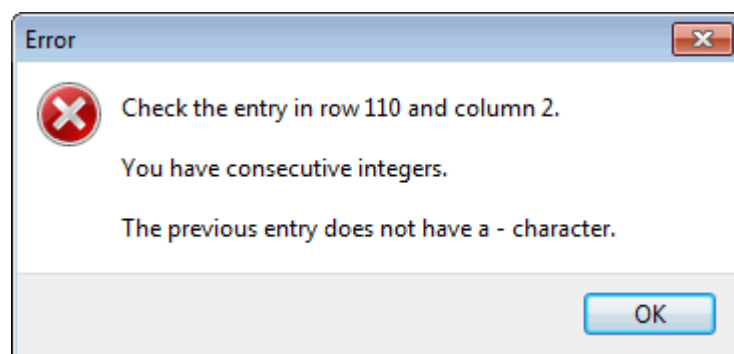 Error
Check the entry in row 110 and column 2.
You have consecutive integers.
The previous entry does not have a - character.
OK